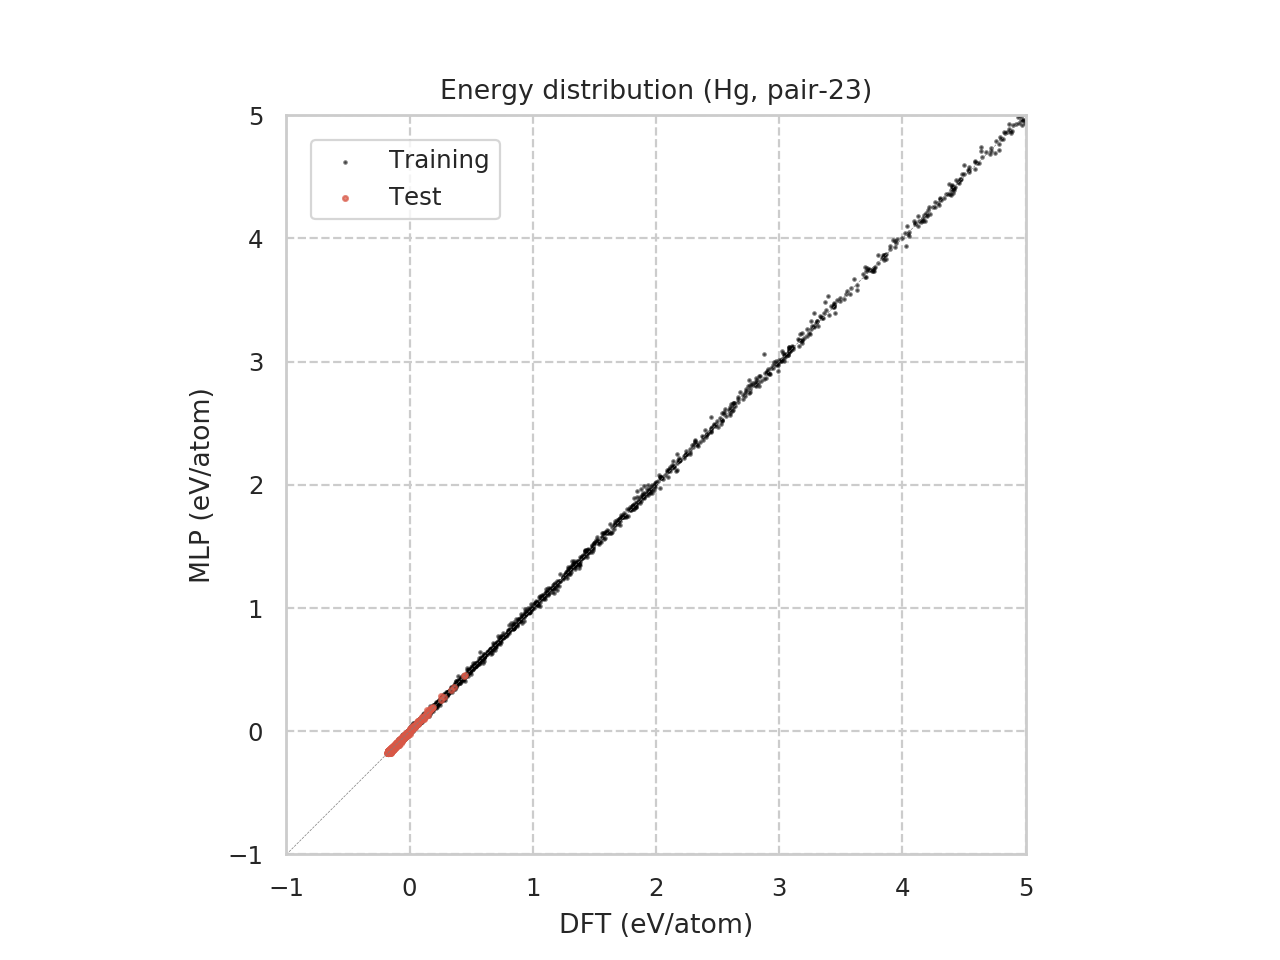 Energy distribution (Hg, pair-23)
Training
Test
5
4
3
2
1
0
−1
MLP (eV/atom)
−1 0 1 2 3 4 5
DFT (eV/atom)